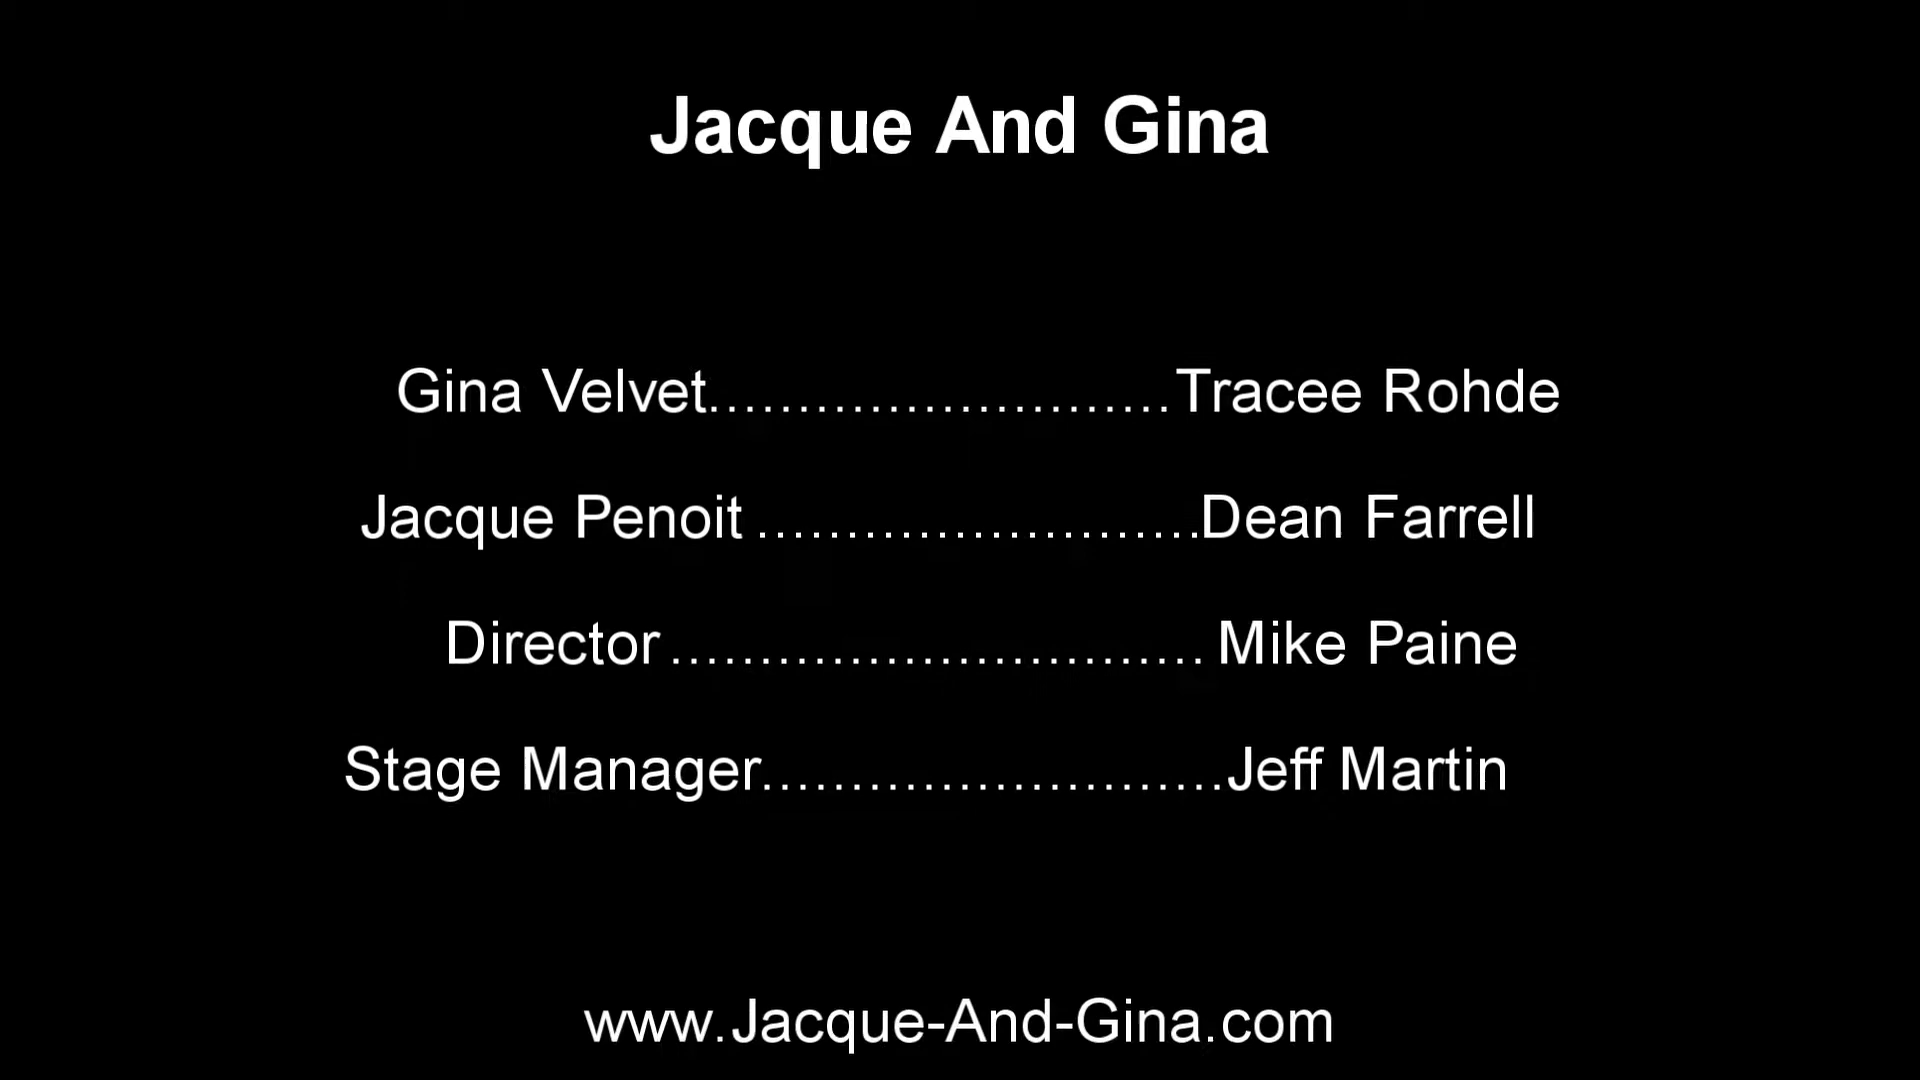 Jacque And Gina
Gina Velvet..........................Tracee Rohde
Jacque Penoit .........................Dean Farrell
Director .............................. Mike Paine
Stage Manager..........................Jeff Martin
www.Jacque-And-Gina.com